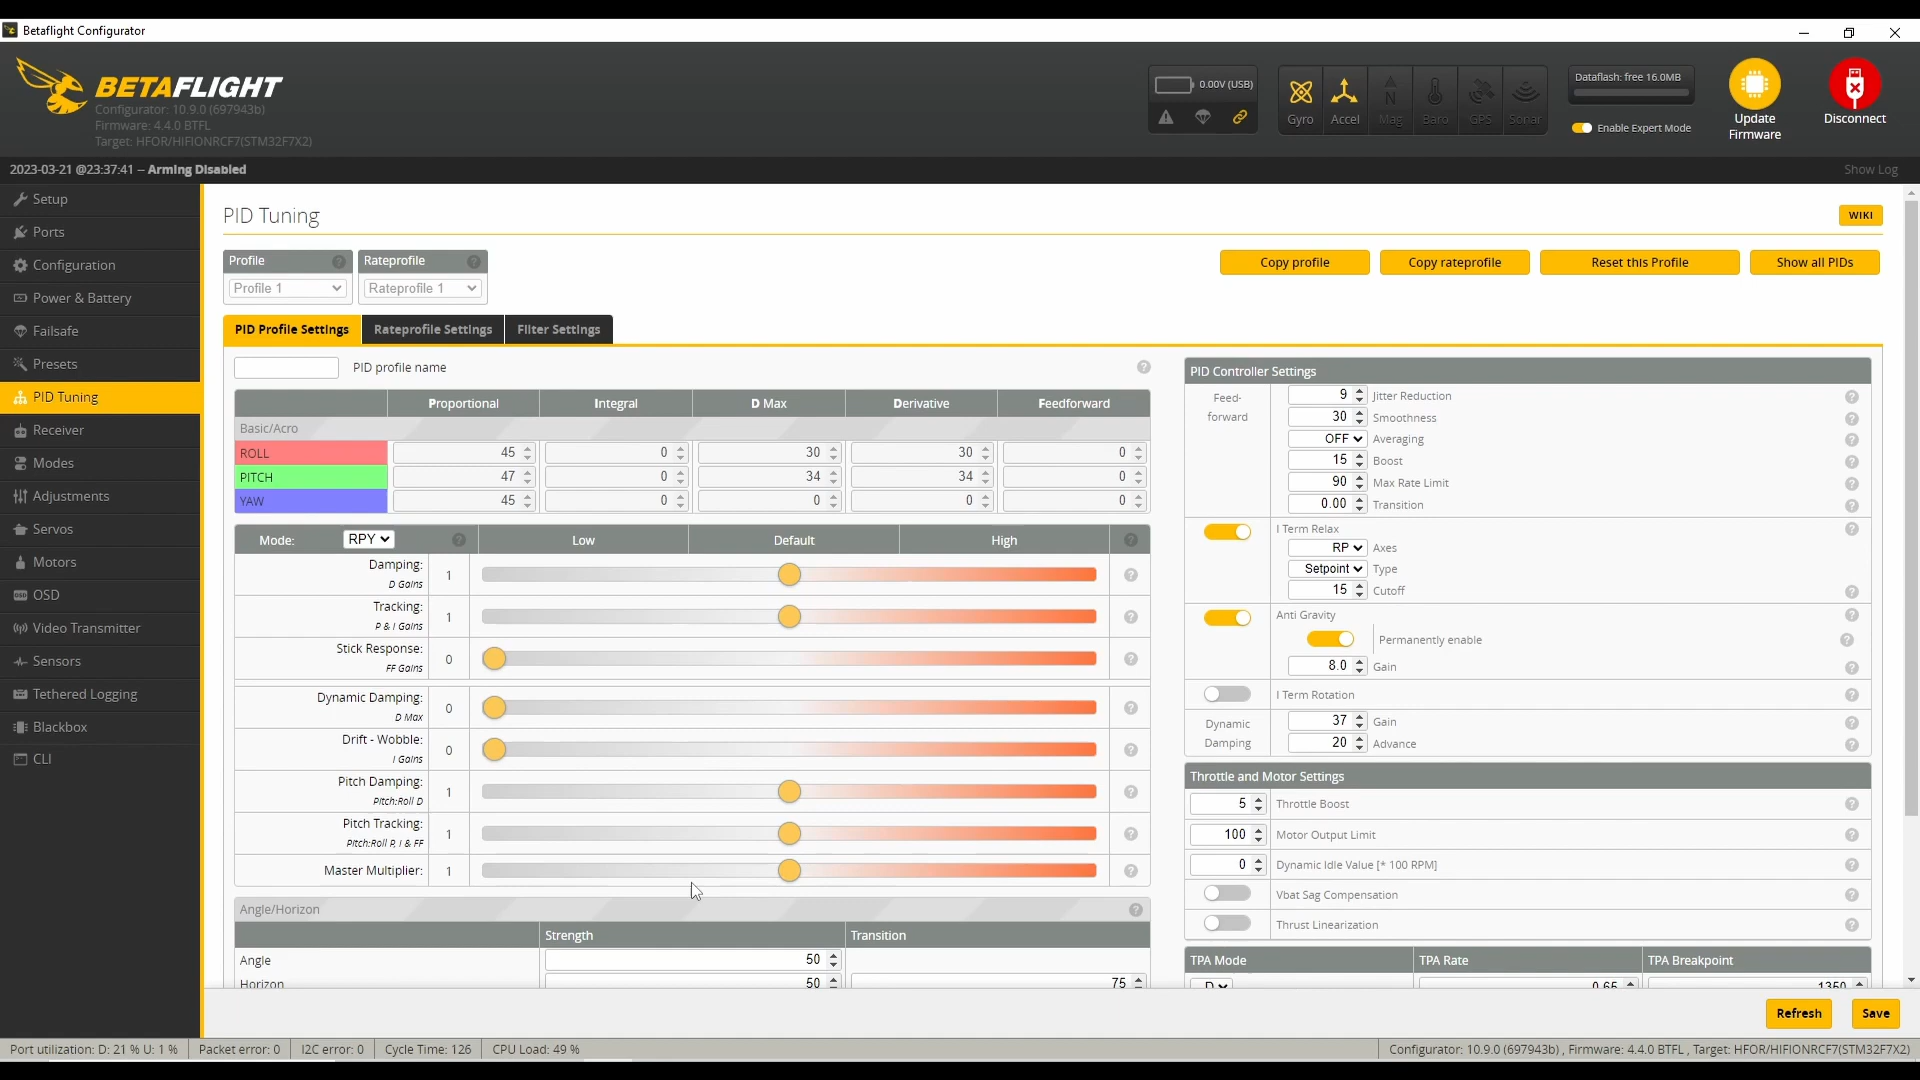 Betaflight Configurator
BETAFLIGHT
Configurator: 10.9.0 (697943b)
Firmware: 4.4.0 BTFL
Target: HFOR/HIFIONRCF7(STM32F7X2)
0.00V (USB)
Gyro
Accel
Mag
Baro
GPS
Sonar
Dataflash: free 16.0MB
Enable Expert Mode
Update
Firmware
Disconnect
2023-03-21 @23:37:41 -- Arming Disabled
Show Log
Setup
Ports
Configuration
Power & Battery
Failsafe
Presets
PID Tuning
Receiver
Modes
Adjustments
Servos
Motors
OSD
Video Transmitter
Sensors
Tethered Logging
Blackbox
CLI
PID Tuning
WIKI
Profile
Rateprofile
Profile 1
Rateprofile 1
Copy profile
Copy rateprofile
Reset this Profile
Show all PIDs
PID Profile Settings
Rateprofile Settings
Filter Settings
PID profile name
Proportional Integral D Max Derivative Feedforward
Basic/Acro
ROLL 45 0 30 30 0
PITCH 47 0 34 34 0
YAW 45 0 0 0 0
Mode: RPY Low Default High
Damping:
D Gains
1
Tracking:
P & I Gains
1
Stick Response:
FF Gains
0
Dynamic Damping:
D Max
0
Drift - Wobble:
I Gains
0
Pitch Damping:
Pitch:Roll D
1
Pitch Tracking:
Pitch:Roll P, I & FF
1
Master Multiplier: 1
Angle/Horizon
Strength Transition
Angle 50
Horizon 50 75
PID Controller Settings
Feed-
forward
9 Jitter Reduction
30 Smoothness
OFF Averaging
15 Boost
90 Max Rate Limit
0.00 Transition
I Term Relax
RP Axes
Setpoint Type
15 Cutoff
Anti Gravity
Permanently enable
8.0 Gain
I Term Rotation
Dynamic
Damping
37 Gain
20 Advance
Throttle and Motor Settings
5 Throttle Boost
100 Motor Output Limit
0 Dynamic Idle Value [* 100 RPM]
Vbat Sag Compensation
Thrust Linearization
TPA Mode TPA Rate TPA Breakpoint
D 0.65 1350
Refresh
Save
Port utilization: D: 21 % U: 1 % Packet error: 0 I2C error: 0 Cycle Time: 126 CPU Load: 49 %
Configurator: 10.9.0 (697943b) , Firmware: 4.4.0 BTFL , Target: HFOR/HIFIONRCF7(STM32F7X2)